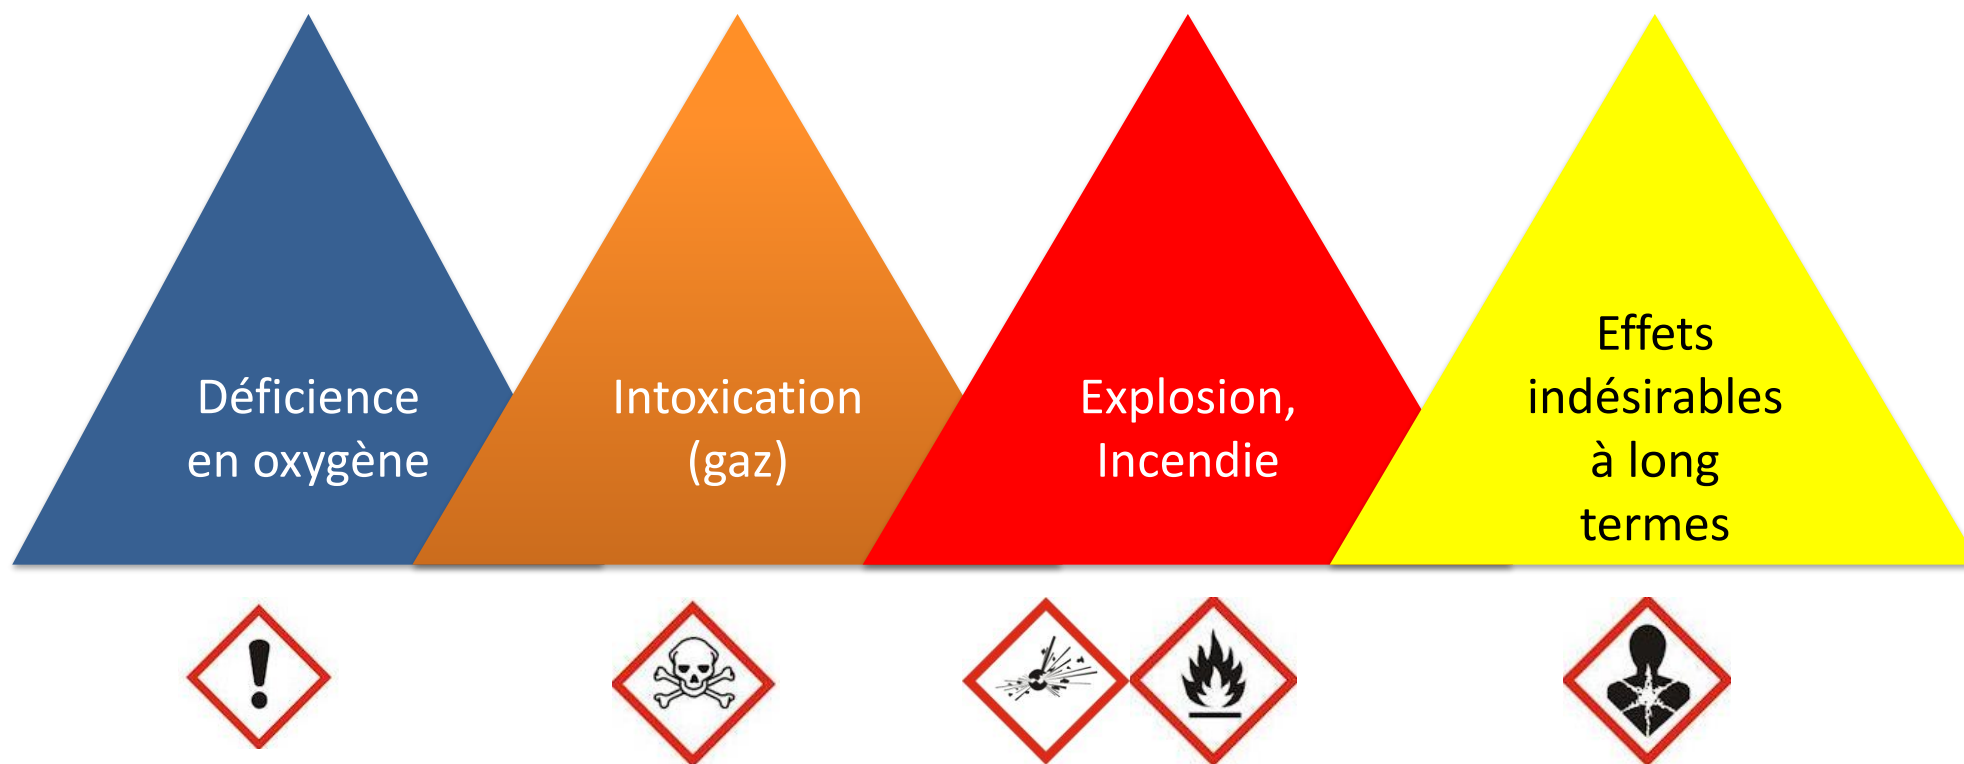 Déficience
en oxygène
Intoxication
(gaz)
Explosion,
Incendie
Effets
indésirables
à long
termes